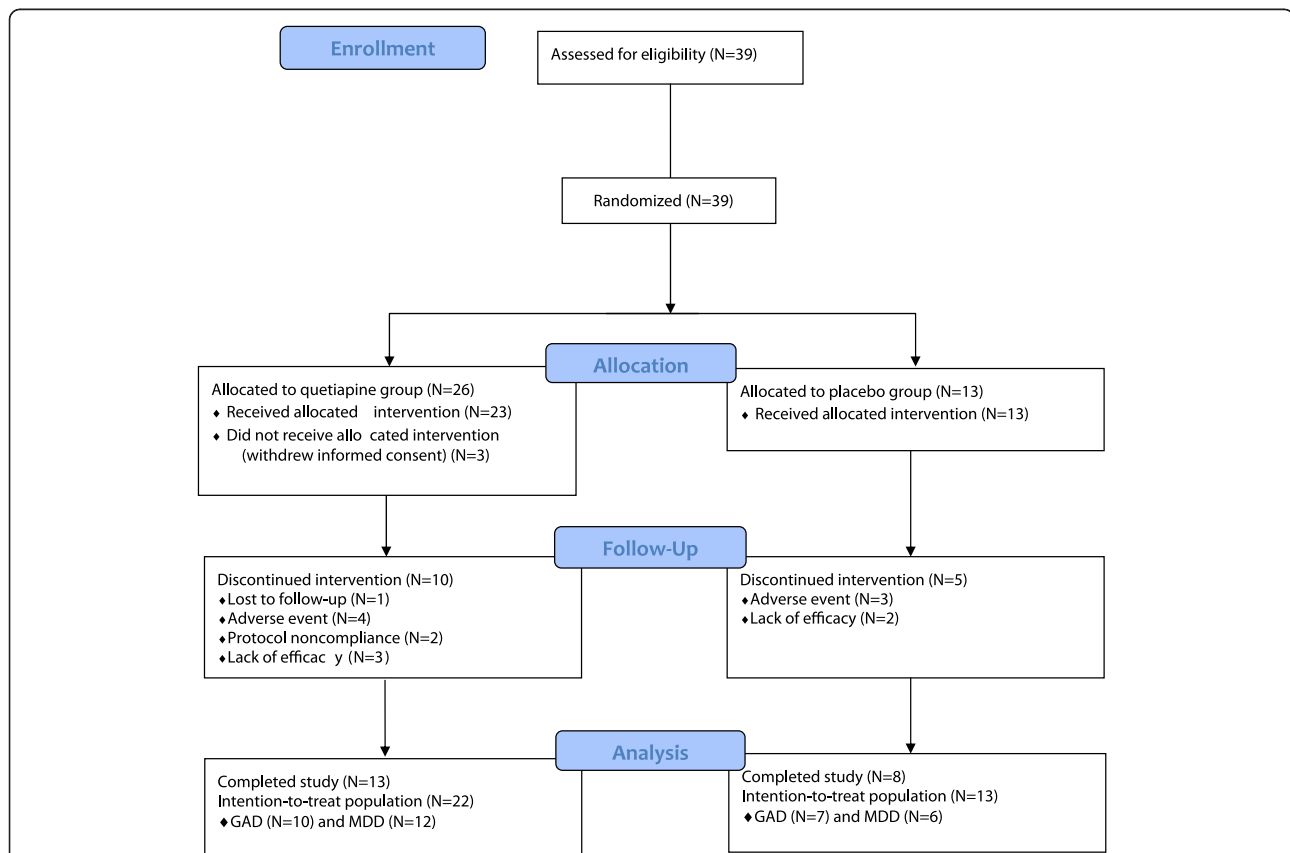 Enrollment
Assessed for eligibility (N=39)
Randomized (N=39)
Allocation
Allocated to quetiapine group (N=26)
♦ Received allocated intervention (N=23)
♦ Did not receive allo cated intervention
(withdrew informed consent) (N=3)
Allocated to placebo group (N=13)
♦ Received allocated intervention (N=13)
Follow-Up
Discontinued intervention (N=10)
♦Lost to follow-up (N=1)
♦Adverse event (N=4)
♦Protocol noncompliance (N=2)
♦Lack of efficac y (N=3)
Discontinued intervention (N=5)
♦Adverse event (N=3)
♦Lack of efficacy (N=2)
Analysis
Completed study (N=13)
Intention-to-treat population (N=22)
♦GAD (N=10) and MDD (N=12)
Completed study (N=8)
Intention-to-treat population (N=13)
♦GAD (N=7) and MDD (N=6)